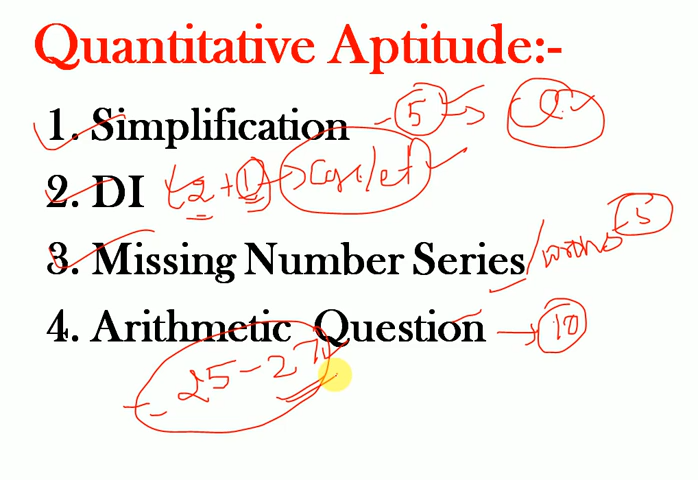 Quantitative Aptitude:-
1. Simplification - 5
2. DI (2 + 1) → Caselet
3. Missing Number Series / 5
4. Arithmetic Question → 10
25-27